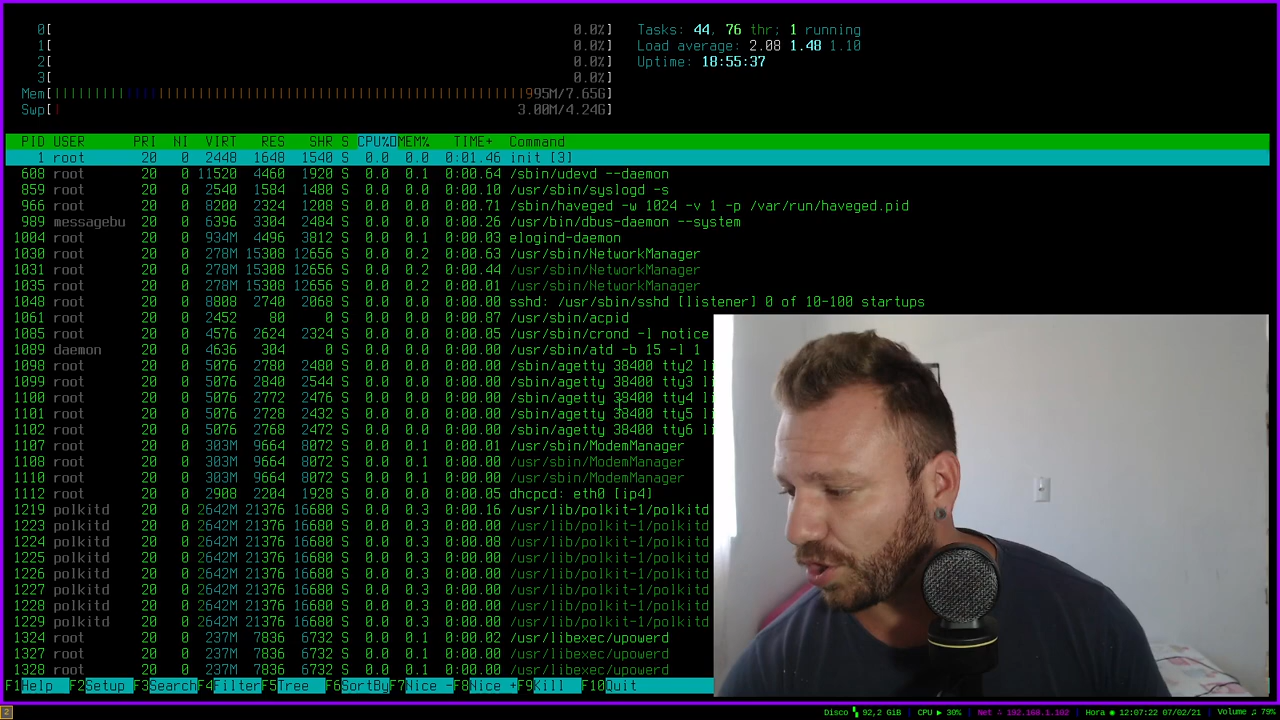 0[ 0.0%] Tasks: 44, 76 thr; 1 running
1[ 0.0%] Load average: 2.08 1.48 1.10
2[ 0.0%] Uptime: 18:55:37
3[ 0.0%]
Mem[ 995M/7.65G]
Swp[ 3.00M/4.24G]
PID USER PRI NI VIRT RES SHR S CPU% MEM% TIME+ Command
1 root 20 0 2448 1648 1540 S 0.0 0.0 0:01.46 init [3]
608 root 20 0 11520 4460 1920 S 0.0 0.1 0:00.64 /sbin/udevd --daemon
859 root 20 0 2540 1584 1480 S 0.0 0.0 0:00.10 /usr/sbin/syslogd -s
966 root 20 0 8200 2324 1208 S 0.0 0.0 0:00.71 /sbin/haveged -w 1024 -v 1 -p /var/run/haveged.pid
989 messagebu 20 0 6396 3304 2484 S 0.0 0.0 0:00.26 /usr/bin/dbus-daemon --system
1004 root 20 0 934M 4496 3812 S 0.0 0.1 0:00.03 elogind-daemon
1030 root 20 0 278M 15308 12656 S 0.0 0.2 0:00.63 /usr/sbin/NetworkManager
1031 root 20 0 278M 15308 12656 S 0.0 0.2 0:00.44 /usr/sbin/NetworkManager
1035 root 20 0 278M 15308 12656 S 0.0 0.2 0:00.01 /usr/sbin/NetworkManager
1048 root 20 0 8808 2740 2068 S 0.0 0.0 0:00.00 sshd: /usr/sbin/sshd [listener] 0 of 10-100 startups
1061 root 20 0 2452 80 0 S 0.0 0.0 0:00.87 /usr/sbin/acpid
1085 root 20 0 4576 2624 2324 S 0.0 0.0 0:00.05 /usr/sbin/crond -l notice
1089 daemon 20 0 4636 304 0 S 0.0 0.0 0:00.00 /usr/sbin/atd -b 15 -l 1
1098 root 20 0 5076 2780 2480 S 0.0 0.0 0:00.00 /sbin/agetty 38400 tty2 li
1099 root 20 0 5076 2840 2544 S 0.0 0.0 0:00.00 /sbin/agetty 38400 tty3 li
1100 root 20 0 5076 2772 2476 S 0.0 0.0 0:00.00 /sbin/agetty 38400 tty4 li
1101 root 20 0 5076 2728 2432 S 0.0 0.0 0:00.00 /sbin/agetty 38400 tty5 li
1102 root 20 0 5076 2768 2472 S 0.0 0.0 0:00.00 /sbin/agetty 38400 tty6 li
1107 root 20 0 303M 9664 8072 S 0.0 0.1 0:00.01 /usr/sbin/ModemManager
1108 root 20 0 303M 9664 8072 S 0.0 0.1 0:00.00 /usr/sbin/ModemManager
1110 root 20 0 303M 9664 8072 S 0.0 0.1 0:00.00 /usr/sbin/ModemManager
1112 root 20 0 2908 2204 1928 S 0.0 0.0 0:00.05 dhcpcd: eth0 [ip4]
1219 polkitd 20 0 2642M 21376 16680 S 0.0 0.3 0:00.16 /usr/lib/polkit-1/polkitd
1223 polkitd 20 0 2642M 21376 16680 S 0.0 0.3 0:00.00 /usr/lib/polkit-1/polkitd
1224 polkitd 20 0 2642M 21376 16680 S 0.0 0.3 0:00.08 /usr/lib/polkit-1/polkitd
1225 polkitd 20 0 2642M 21376 16680 S 0.0 0.3 0:00.00 /usr/lib/polkit-1/polkitd
1226 polkitd 20 0 2642M 21376 16680 S 0.0 0.3 0:00.00 /usr/lib/polkit-1/polkitd
1227 polkitd 20 0 2642M 21376 16680 S 0.0 0.3 0:00.00 /usr/lib/polkit-1/polkitd
1228 polkitd 20 0 2642M 21376 16680 S 0.0 0.3 0:00.00 /usr/lib/polkit-1/polkitd
1229 polkitd 20 0 2642M 21376 16680 S 0.0 0.3 0:00.00 /usr/lib/polkit-1/polkitd
1324 root 20 0 237M 7836 6732 S 0.0 0.1 0:00.02 /usr/libexec/upowerd
1327 root 20 0 237M 7836 6732 S 0.0 0.1 0:00.00 /usr/libexec/upowerd
1328 root 20 0 237M 7836 6732 S 0.0 0.1 0:00.00 /usr/libexec/upowerd
F1Help F2Setup F3SearchF4FilterF5Tree F6SortByF7Nice -F8Nice +F9Kill F10Quit
2 Disco 92,2 GiB | CPU ▶ 30% | Net 192.168.1.102 | Hora ◉ 12:07:22 07/02/21 | Volume ♫ 79%